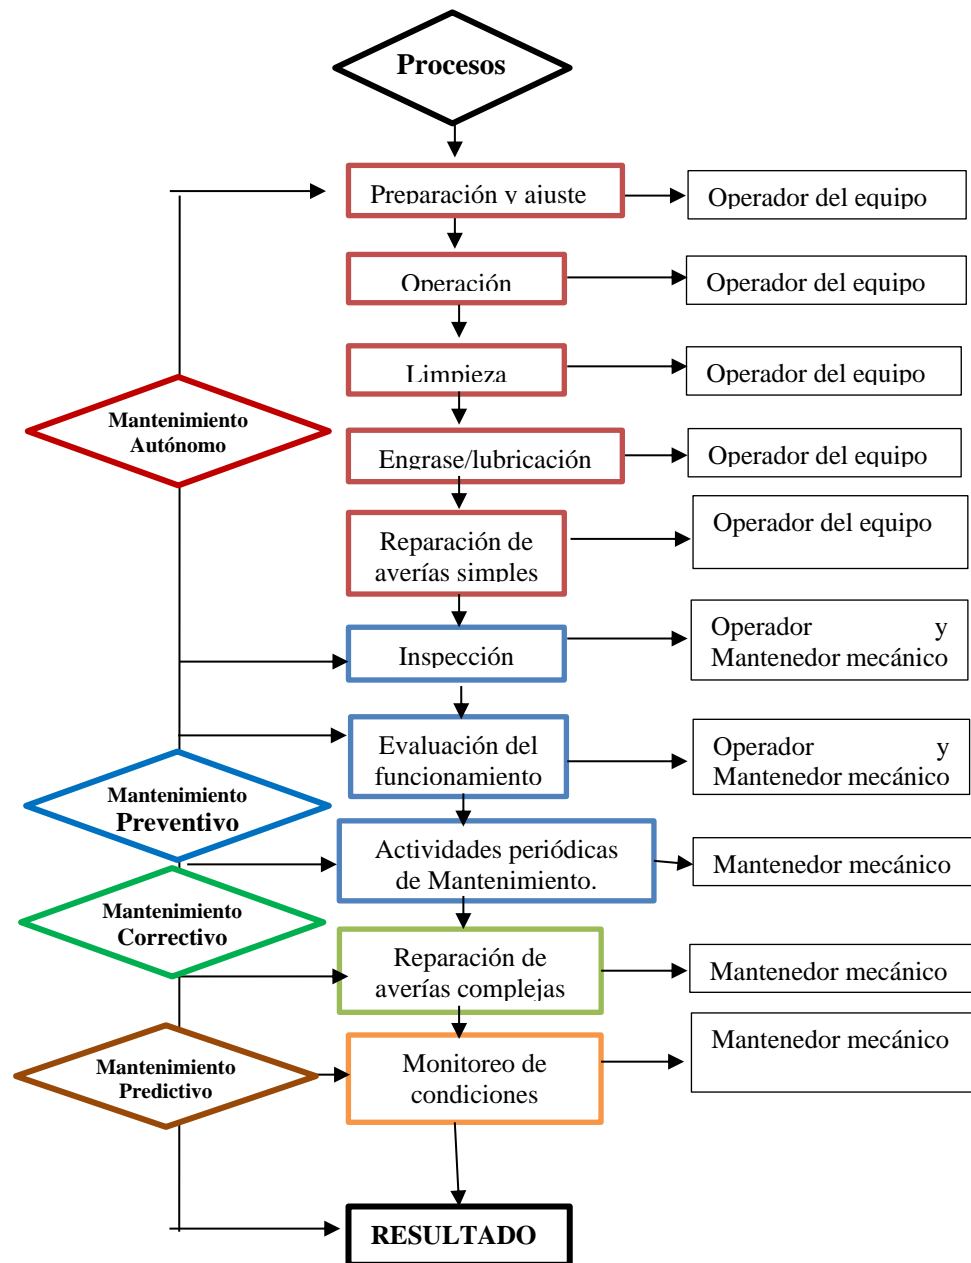 Procesos
Preparación y ajuste
Operador del equipo
Operación
Operador del equipo
Limpieza
Operador del equipo
Mantenimiento
Autónomo
Engrase/lubricación
Operador del equipo
Reparación de
averías simples
Operador del equipo
Inspección
Operador y
Mantenedor mecánico
Evaluación del
funcionamiento
Operador y
Mantenedor mecánico
Mantenimiento
Preventivo
Actividades periódicas
de Mantenimiento.
Mantenedor mecánico
Mantenimiento
Correctivo
Reparación de
averías complejas
Mantenedor mecánico
Mantenimiento
Predictivo
Monitoreo de
condiciones
Mantenedor mecánico
RESULTADO